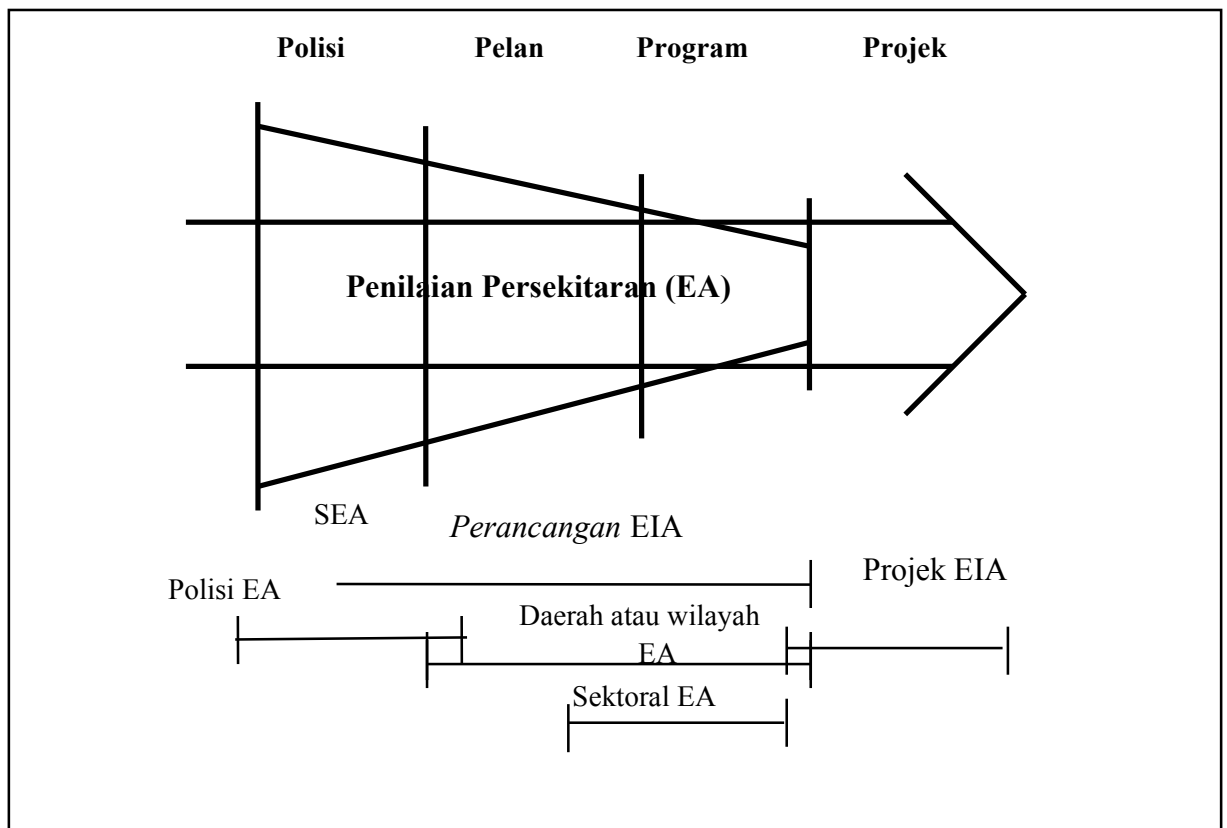 Polisi Pelan Program Projek
Penilaian Persekitaran (EA)
SEA
Perancangan EIA
Projek EIA
Polisi EA
Daerah atau wilayah
EA
Sektoral EA